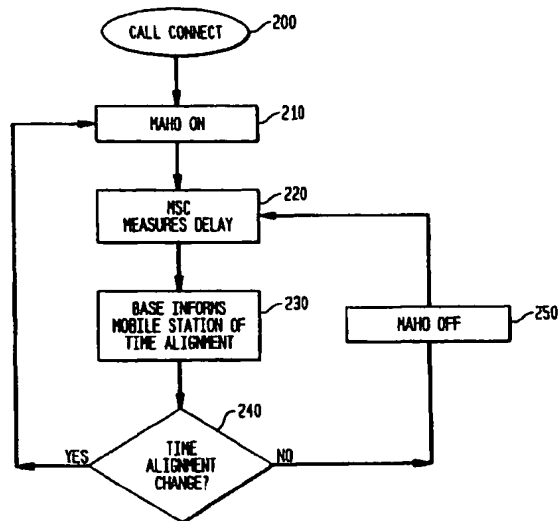 CALL CONNECT
200
MAHO ON
210
MSC
MEASURES DELAY
220
BASE INFORMS
MOBILE STATION OF
TIME ALIGNMENT
230
MAHO OFF
250
240
YES
TIME
ALIGNMENT
CHANGE?
NO